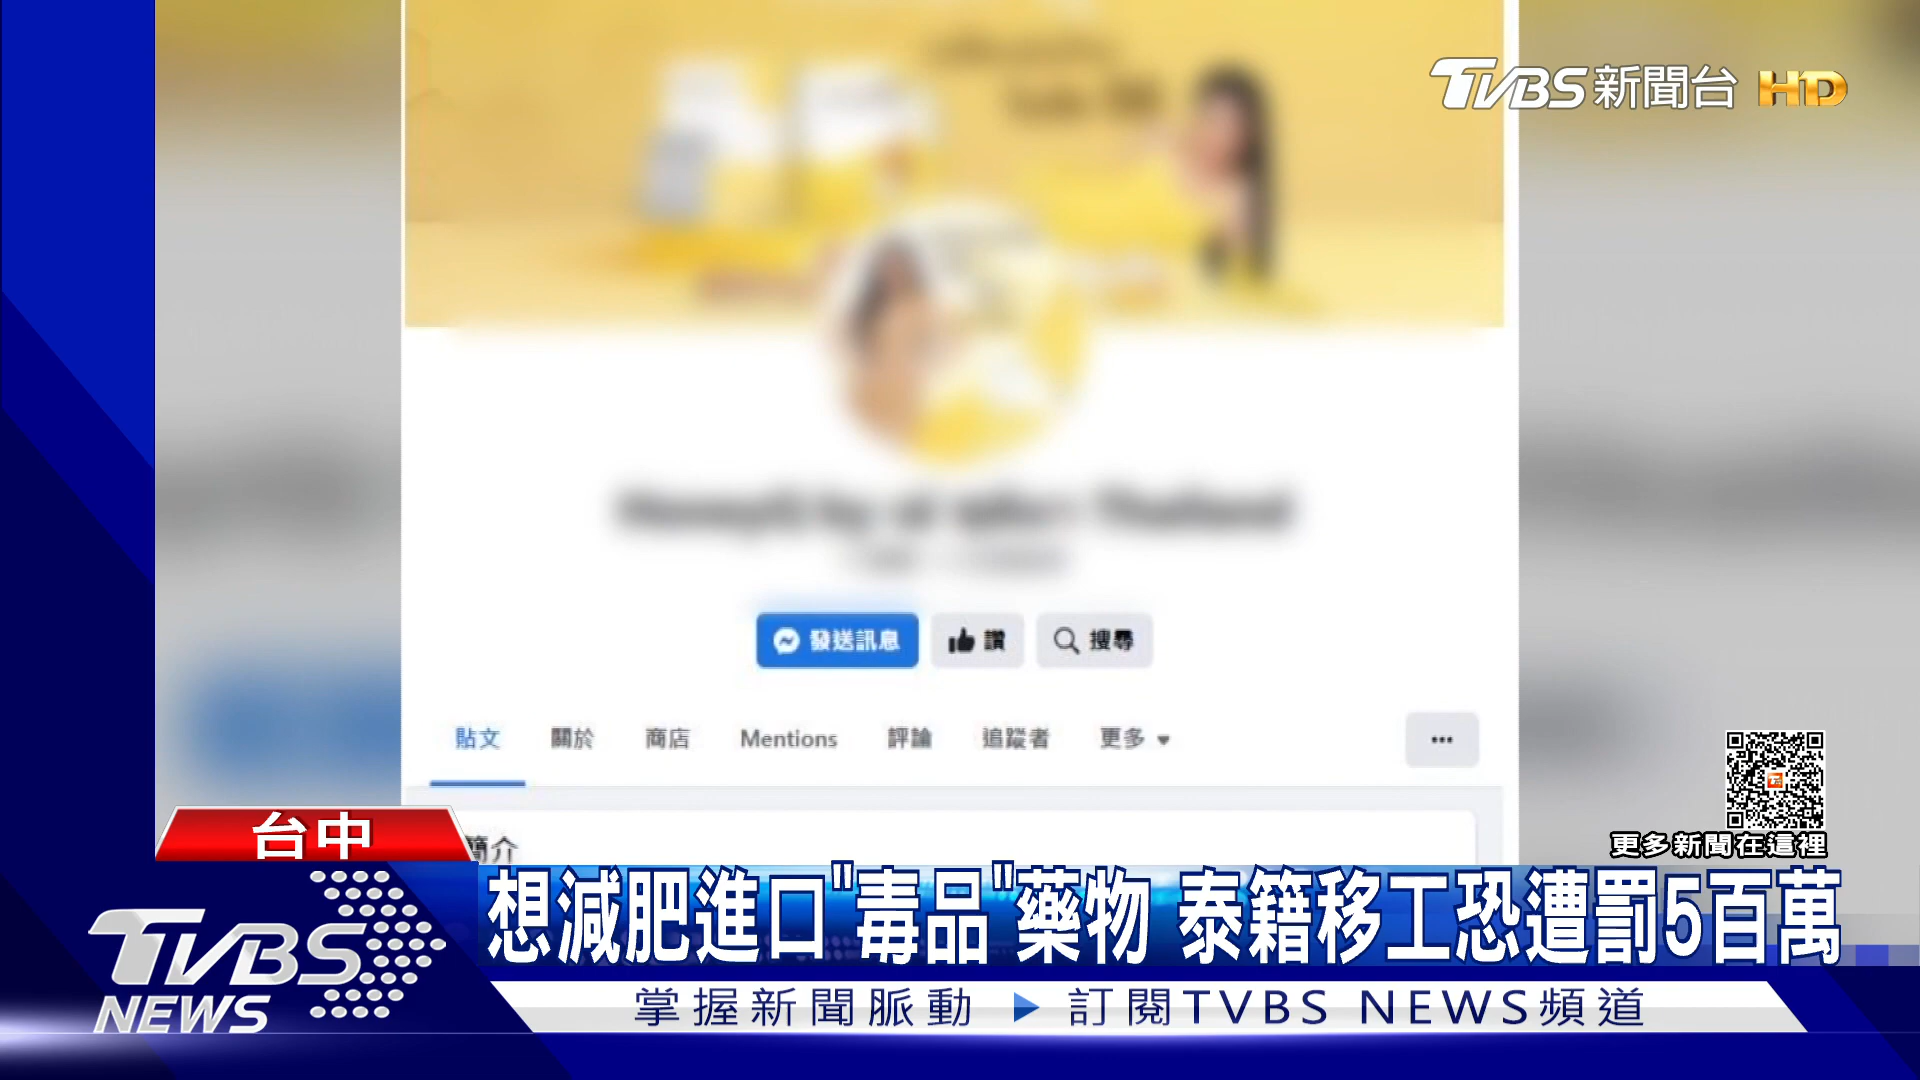 TVBS新聞台 HD
發送訊息 讚 搜尋
貼文 關於 商店 Mentions 評論 追蹤者 更多
簡介
更多新聞在這裡
台中
想減肥進口"毒品"藥物 泰籍移工恐遭罰5百萬
TVBS NEWS
掌握新聞脈動 ▶ 訂閱TVBS NEWS頻道